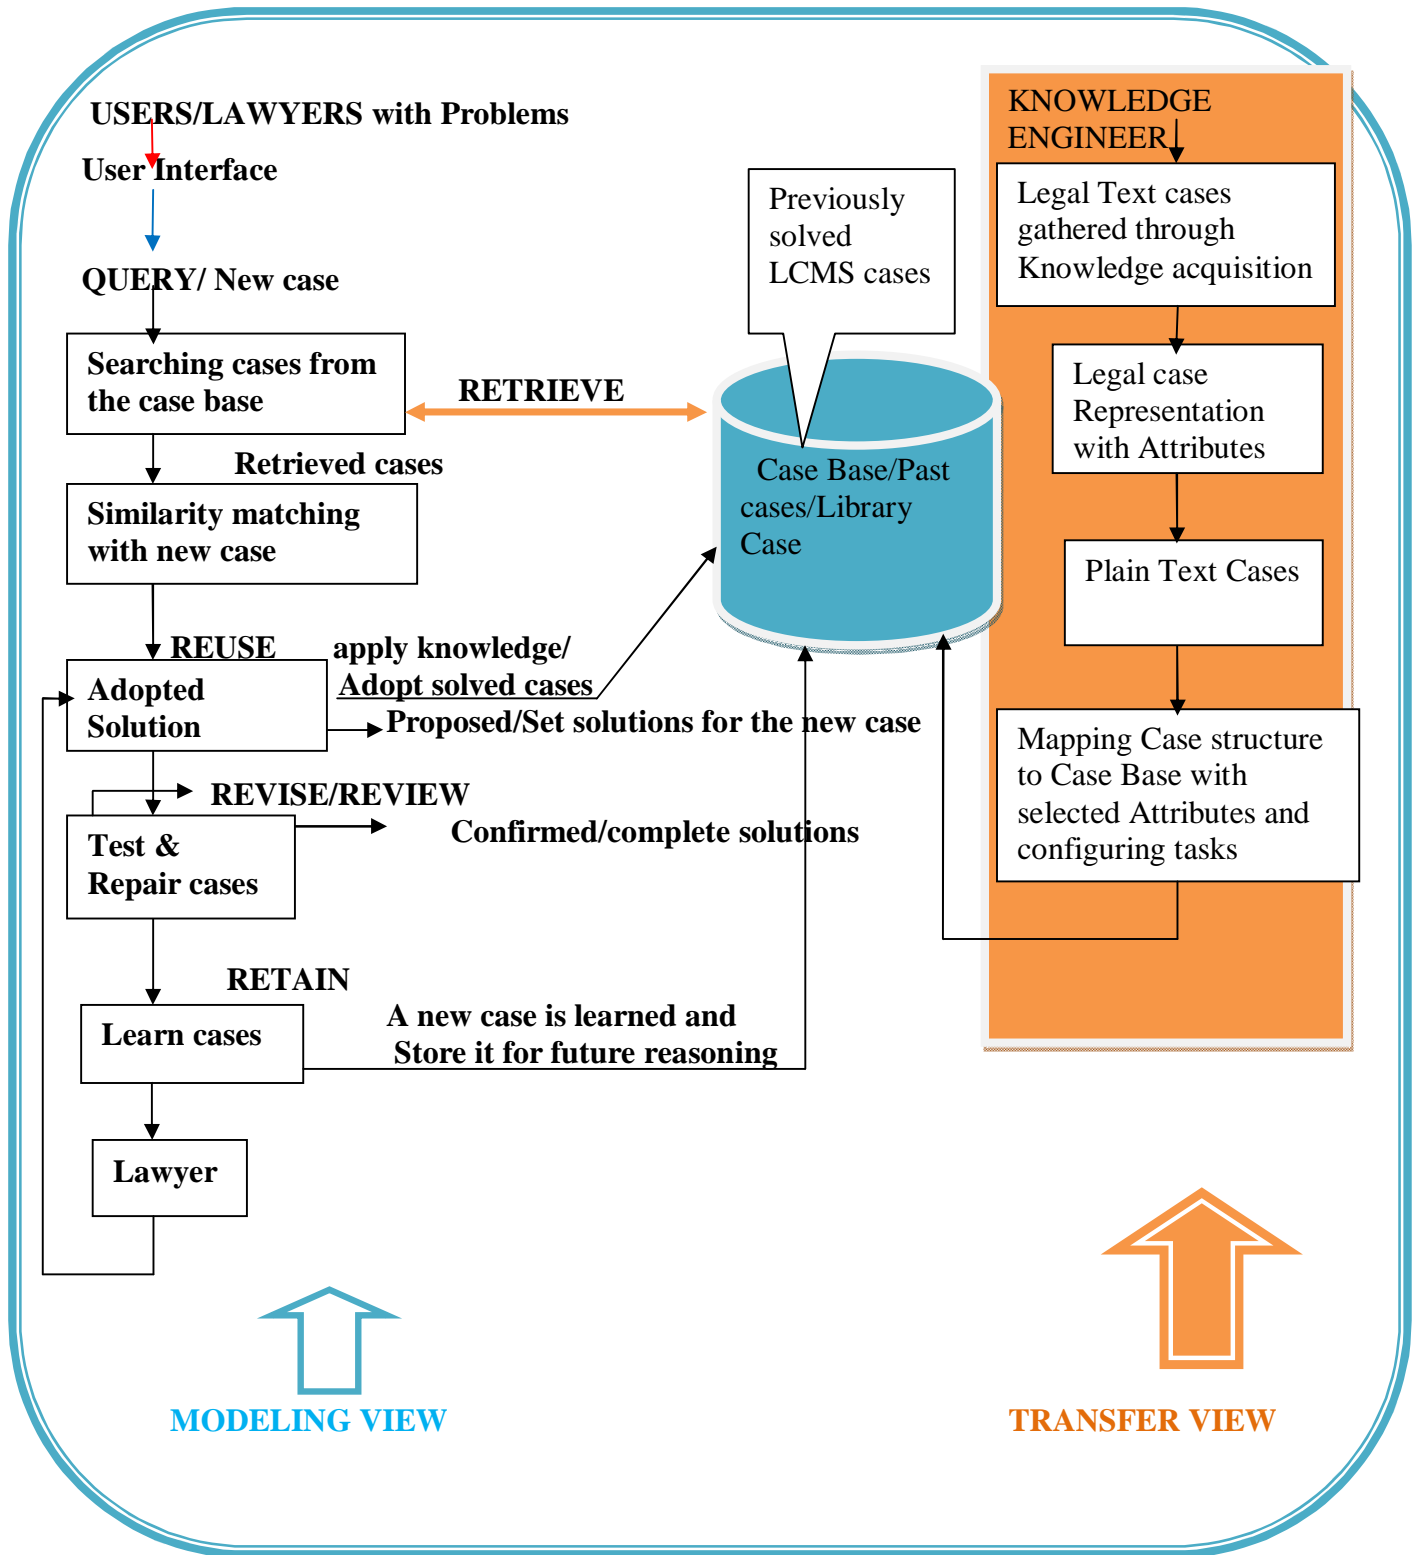 USERS/LAWYERS with Problems
User Interface
QUERY/ New case
Searching cases from
the case base
RETRIEVE
Retrieved cases
Similarity matching
with new case
REUSE
apply knowledge/
Adopt solved cases
Adopted
Solution
Proposed/Set solutions for the new case
REVISE/REVIEW
Confirmed/complete solutions
Test &
Repair cases
RETAIN
Learn cases
A new case is learned and
Store it for future reasoning
Lawyer
MODELING VIEW
Previously
solved
LCMS cases
Case Base/Past
cases/Library
Case
KNOWLEDGE
ENGINEER
Legal Text cases
gathered through
Knowledge acquisition
Legal case
Representation
with Attributes
Plain Text Cases
Mapping Case structure
to Case Base with
selected Attributes and
configuring tasks
TRANSFER VIEW